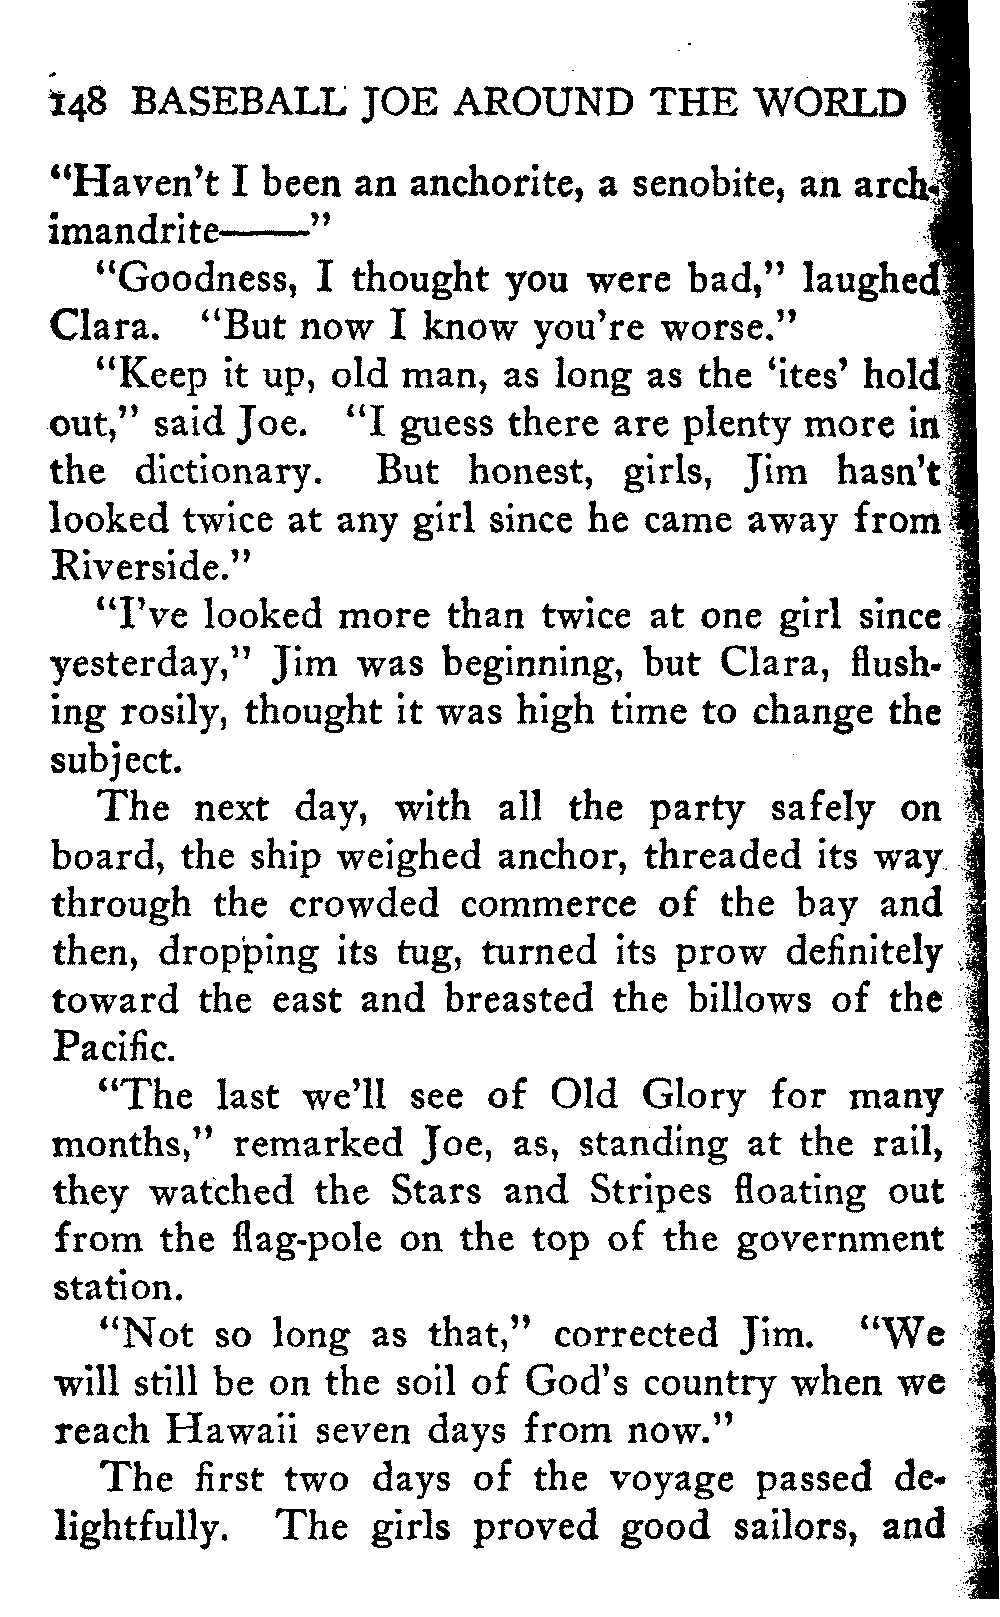 148 BASEBALL JOE AROUND THE WORLD
“Haven’t I been an anchorite, a senobite, an arch-
imandrite——”
“Goodness, I thought you were bad,” laughed
Clara. “But now I know you’re worse.”
“Keep it up, old man, as long as the ‘ites’ hold
out,” said Joe. “I guess there are plenty more in
the dictionary. But honest, girls, Jim hasn’t
looked twice at any girl since he came away from
Riverside.”
“I’ve looked more than twice at one girl since
yesterday,” Jim was beginning, but Clara, flush-
ing rosily, thought it was high time to change the
subject.
The next day, with all the party safely on
board, the ship weighed anchor, threaded its way
through the crowded commerce of the bay and
then, dropping its tug, turned its prow definitely
toward the east and breasted the billows of the
Pacific.
“The last we’ll see of Old Glory for many
months,” remarked Joe, as, standing at the rail,
they watched the Stars and Stripes floating out
from the flag-pole on the top of the government
station.
“Not so long as that,” corrected Jim. “We
will still be on the soil of God’s country when we
reach Hawaii seven days from now.”
The first two days of the voyage passed de-
lightfully. The girls proved good sailors, and